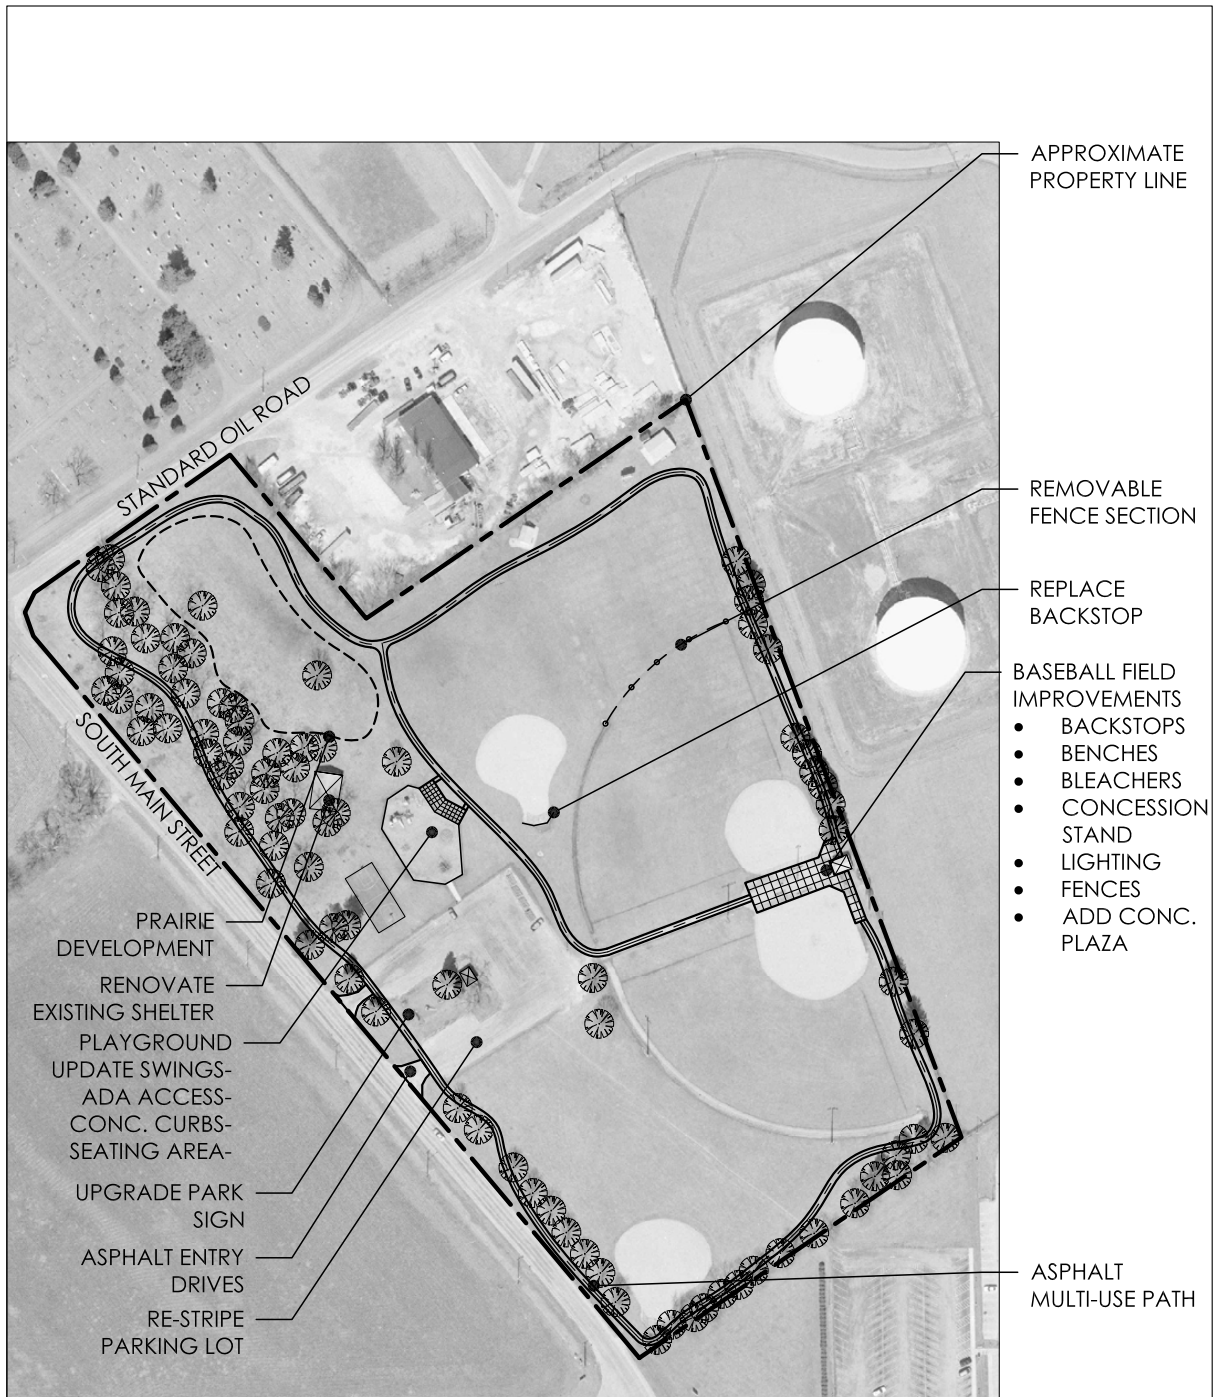 APPROXIMATE
PROPERTY LINE
STANDARD OIL ROAD
REMOVABLE
FENCE SECTION
REPLACE
BACKSTOP
BASEBALL FIELD
IMPROVEMENTS
• BACKSTOPS
• BENCHES
• BLEACHERS
• CONCESSION
STAND
• LIGHTING
• FENCES
• ADD CONC.
PLAZA
SOUTH MAIN STREET
PRAIRIE
DEVELOPMENT
RENOVATE
EXISTING SHELTER
PLAYGROUND
UPDATE SWINGS-
ADA ACCESS-
CONC. CURBS-
SEATING AREA-
UPGRADE PARK
SIGN
ASPHALT ENTRY
DRIVES
RE-STRIPE
PARKING LOT
ASPHALT
MULTI-USE PATH